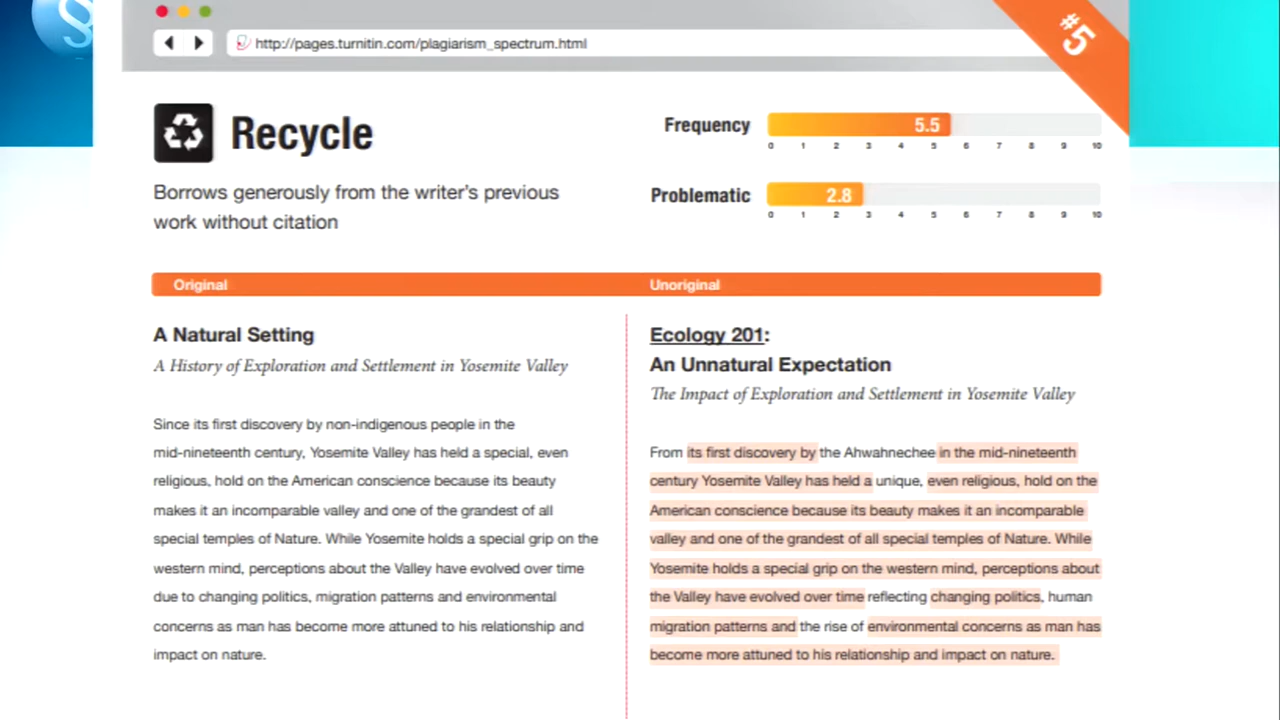 §
http://pages.turnitin.com/plagiarism_spectrum.html
#5
Recycle
Borrows generously from the writer's previous
work without citation
Frequency
5.5
0 1 2 3 4 5 6 7 8 9 10
Problematic
2.8
0 1 2 3 4 5 6 7 8 9 10
Original
A Natural Setting
A History of Exploration and Settlement in Yosemite Valley
Since its first discovery by non-indigenous people in the
mid-nineteenth century, Yosemite Valley has held a special, even
religious, hold on the American conscience because its beauty
makes it an incomparable valley and one of the grandest of all
special temples of Nature. While Yosemite holds a special grip on the
western mind, perceptions about the Valley have evolved over time
due to changing politics, migration patterns and environmental
concerns as man has become more attuned to his relationship and
impact on nature.
Unoriginal
Ecology 201:
An Unnatural Expectation
The Impact of Exploration and Settlement in Yosemite Valley
From its first discovery by the Ahwahnechee in the mid-nineteenth
century Yosemite Valley has held a unique, even religious, hold on the
American conscience because its beauty makes it an incomparable
valley and one of the grandest of all special temples of Nature. While
Yosemite holds a special grip on the western mind, perceptions about
the Valley have evolved over time reflecting changing politics, human
migration patterns and the rise of environmental concerns as man has
become more attuned to his relationship and impact on nature.